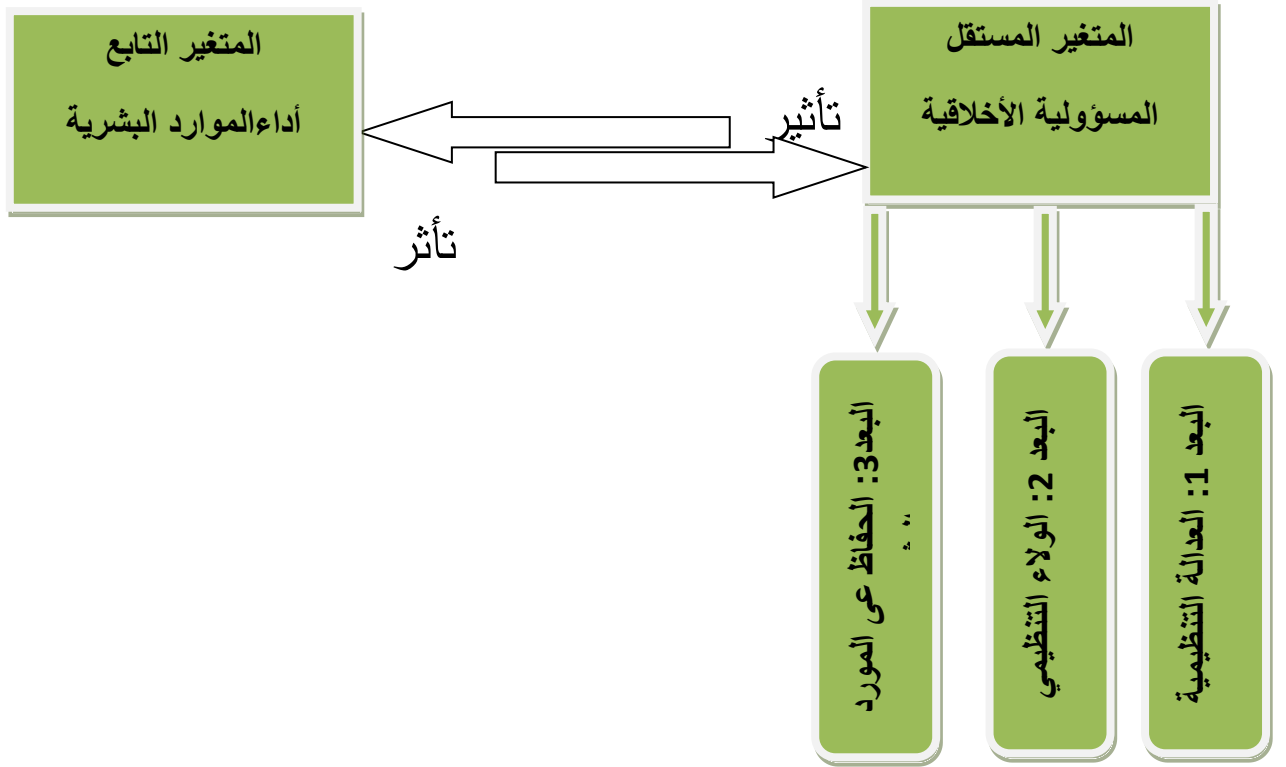 المتغير المستقل
المسؤولية الأخلاقية
المتغير التابع
أداءالموارد البشرية
تأثير
تأثر
البعد 1: العدالة التنظيمية
البعد 2: الولاء التنظيمي
البعد3: الحفاظ عى المورد